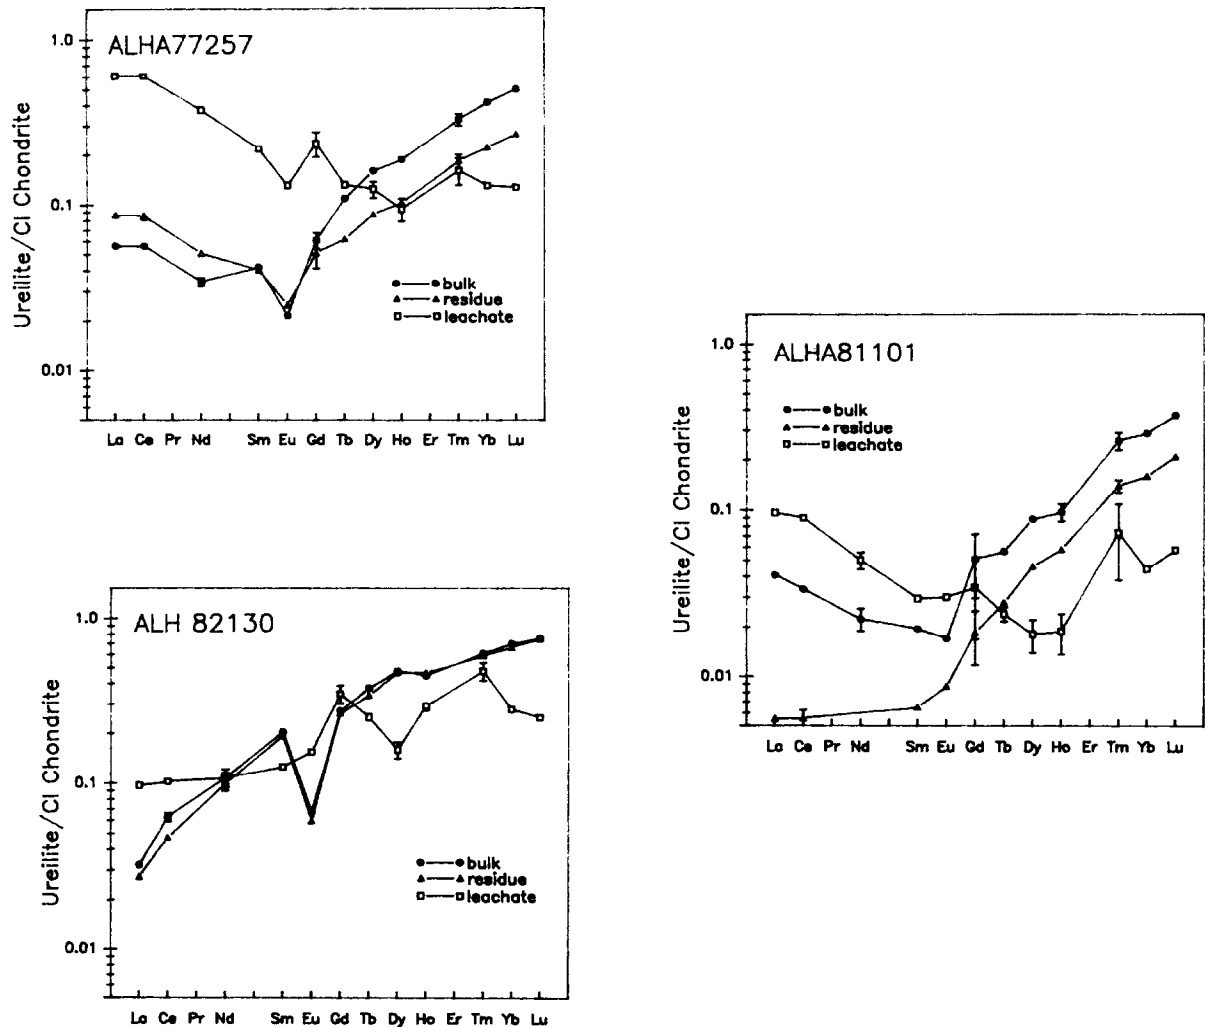 ALHA77257
Ureilite/CI Chondrite
1.0
0.1
0.01
bulk
residue
leachate
La Ce Pr Nd Sm Eu Gd Tb Dy Ho Er Tm Yb Lu
ALHA81101
Ureilite/CI Chondrite
1.0
0.1
0.01
bulk
residue
leachate
La Ce Pr Nd Sm Eu Gd Tb Dy Ho Er Tm Yb Lu
ALH 82130
Ureilite/CI Chondrite
1.0
0.1
0.01
bulk
residue
leachate
La Ce Pr Nd Sm Eu Gd Tb Dy Ho Er Tm Yb Lu